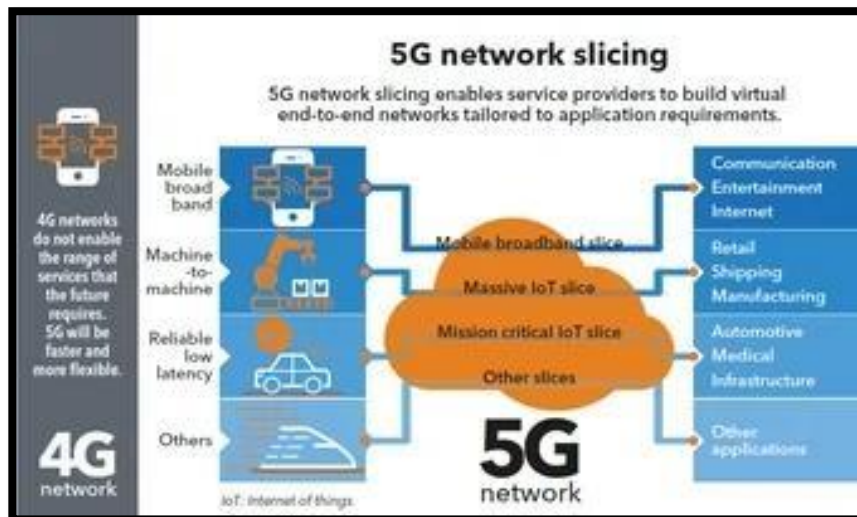 5G network slicing
5G network slicing enables service providers to build virtual
end-to-end networks tailored to application requirements.
4G networks
do not enable
the range of
services that
the future
requires.
5G will be
faster and
more flexible.
4G
network
Mobile
broad
band
Machine
-to-
machine
Reliable
low
latency
Others
Mobile broadband slice
Massive IoT slice
Mission critical IoT slice
Other slices
5G
network
Communication
Entertainment
Internet
Retail
Shipping
Manufacturing
Automotive
Medical
Infrastructure
Other
applications
IoT: Internet of things